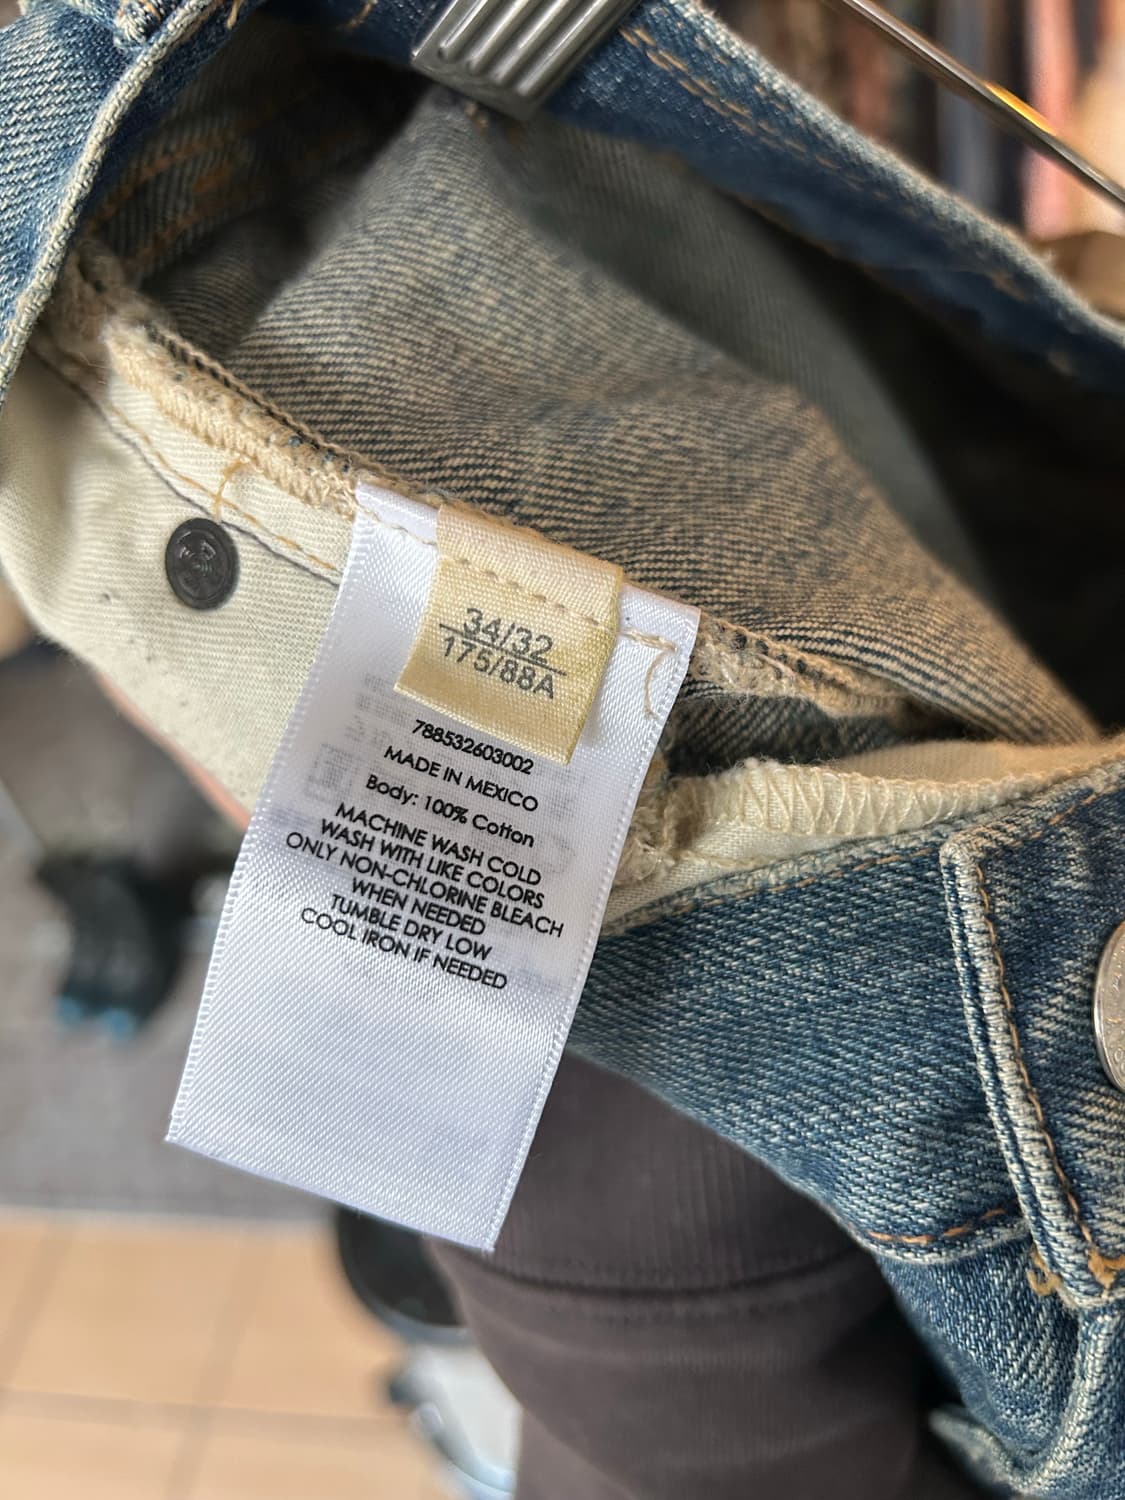 34/32
175/88A
788532603002
MADE IN MEXICO
Body: 100% Cotton
MACHINE WASH COLD
WASH WITH LIKE COLORS
ONLY NON-CHLORINE BLEACH
WHEN NEEDED
TUMBLE DRY LOW
COOL IRON IF NEEDED